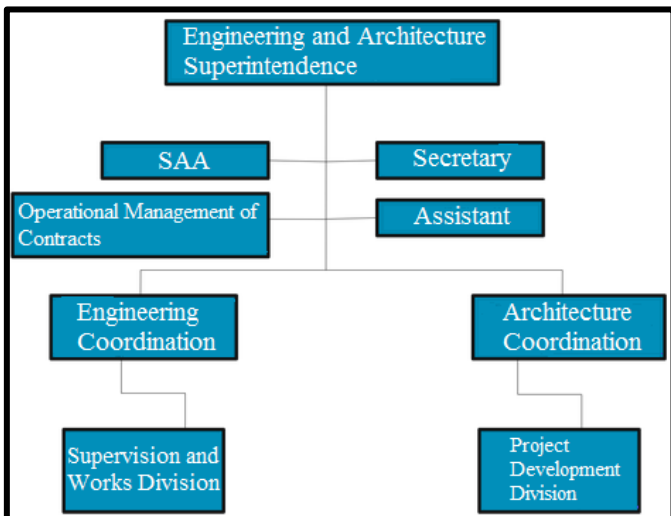 Engineering and Architecture
Superintendence
SAA
Secretary
Operational Management of
Contracts
Assistant
Engineering
Coordination
Architecture
Coordination
Supervision and
Works Division
Project
Development
Division